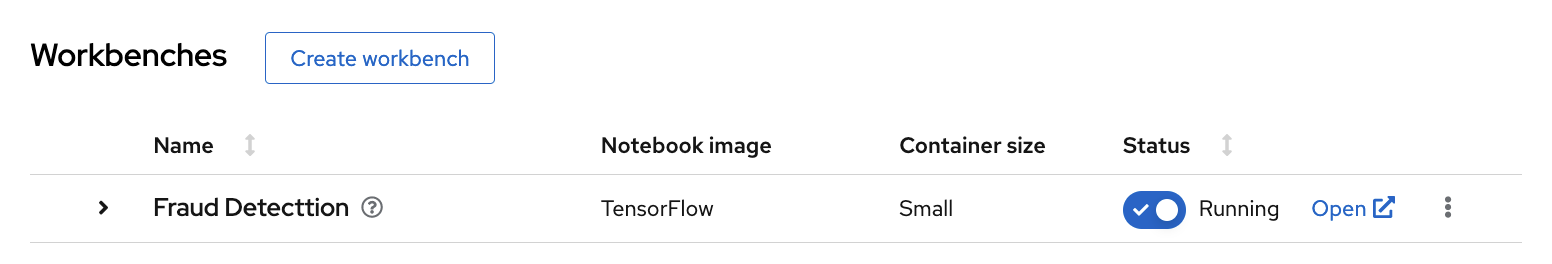 Workbenches Create workbench
Name Notebook image Container size Status
Fraud Detecttion TensorFlow Small Running Open